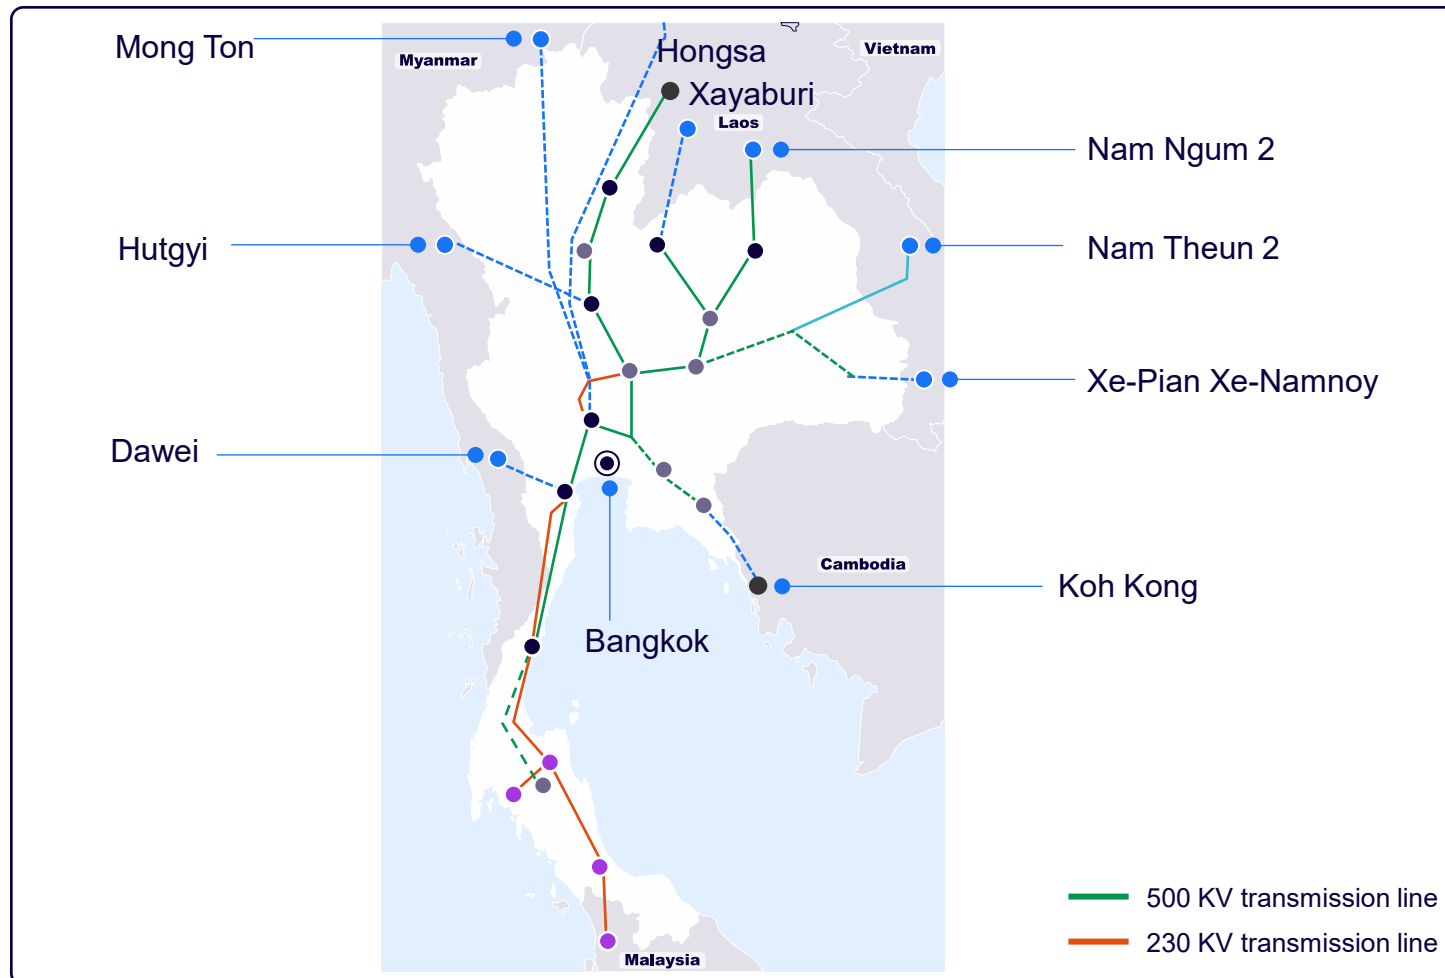 Mong Ton
Myanmar
Hongsa
Vietnam
Xayaburi
Laos
Nam Ngum 2
Hutgyi
Nam Theun 2
Xe-Pian Xe-Namnoy
Dawei
Cambodia
Koh Kong
Bangkok
500 KV transmission line
230 KV transmission line
Malaysia